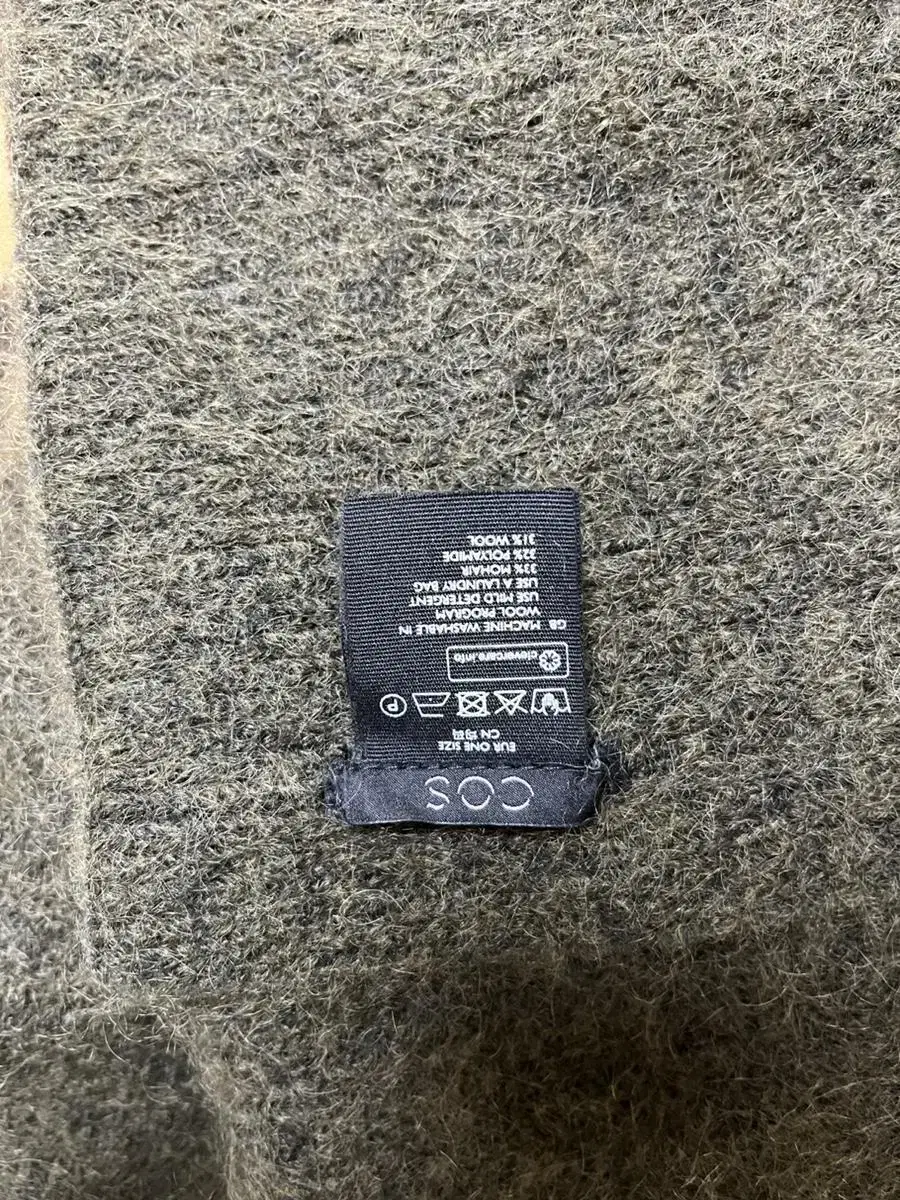 COS
EUR ONE SIZE
CN 均码
P
clevercare.info
GB MACHINE WASHABLE IN
WOOL PROGRAM
USE MILD DETERGENT
USE A LAUNDRY BAG
33% MOHAIR
32% POLYAMIDE
31% WOOL